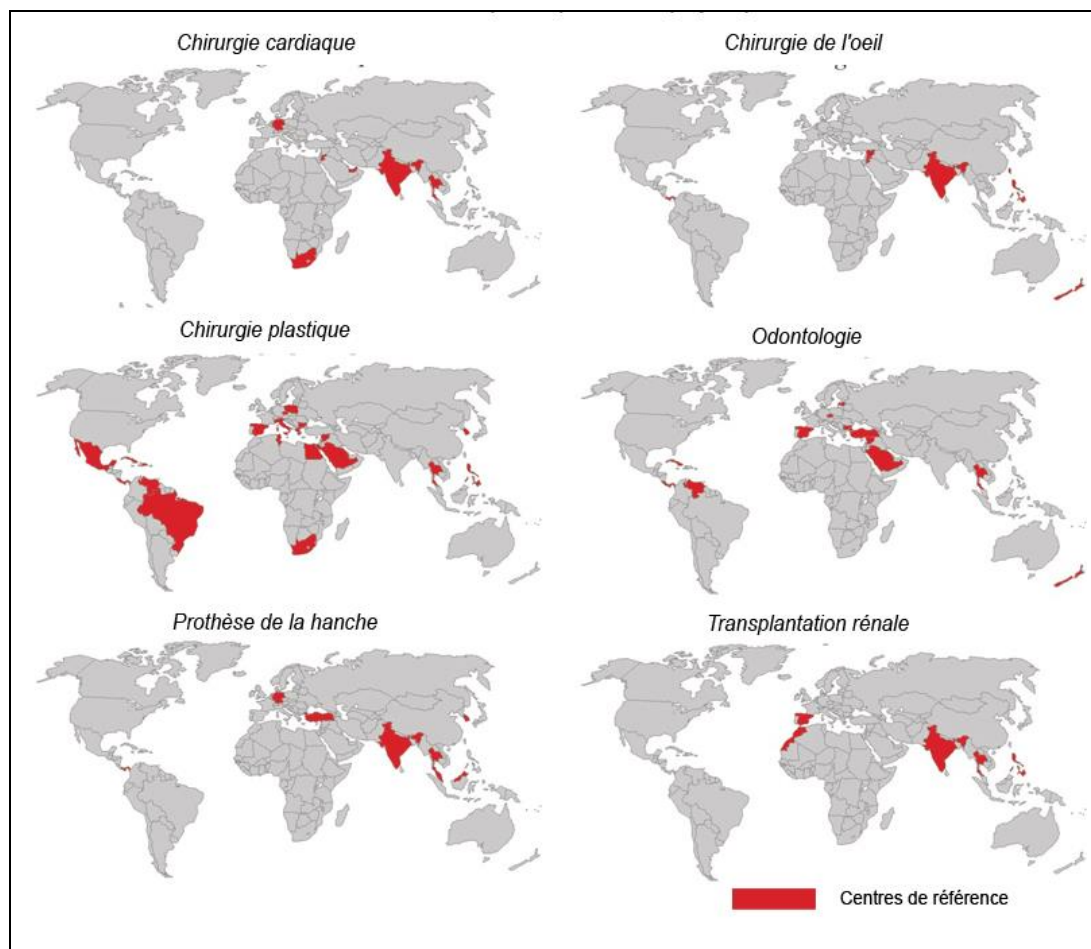 Chirurgie cardiaque
Chirurgie de l'oeil
Chirurgie plastique
Odontologie
Prothèse de la hanche
Transplantation rénale
Centres de référence